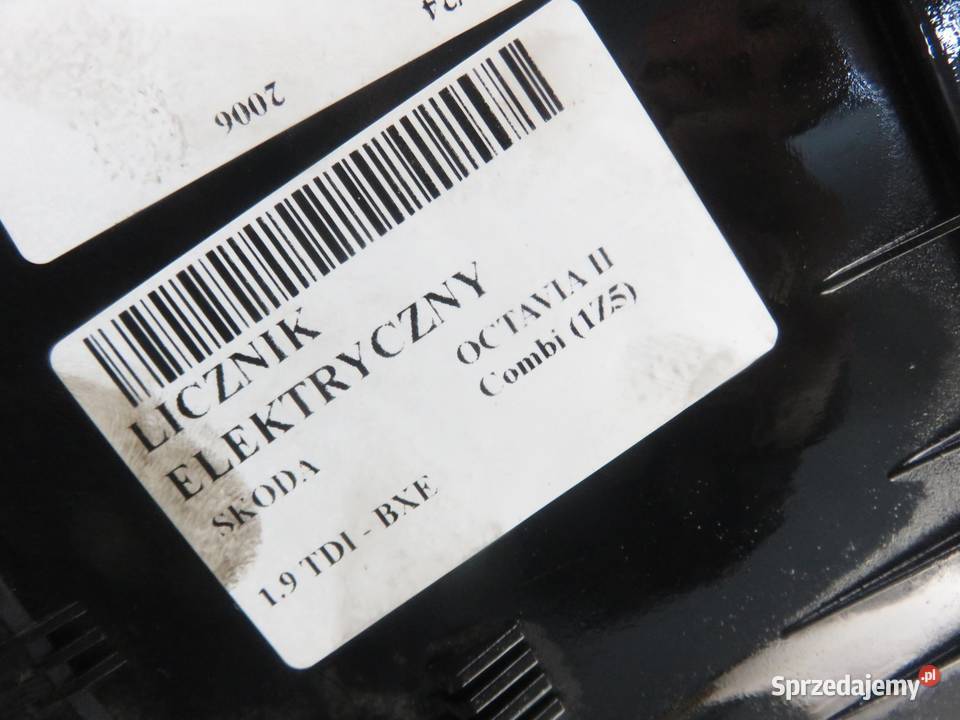 2006
LICZNIK
ELEKTRYCZNY
SKODA
OCTAVIA II
Combi (1Z5)
1.9 TDI - BXE
Sprzedajemy.pl